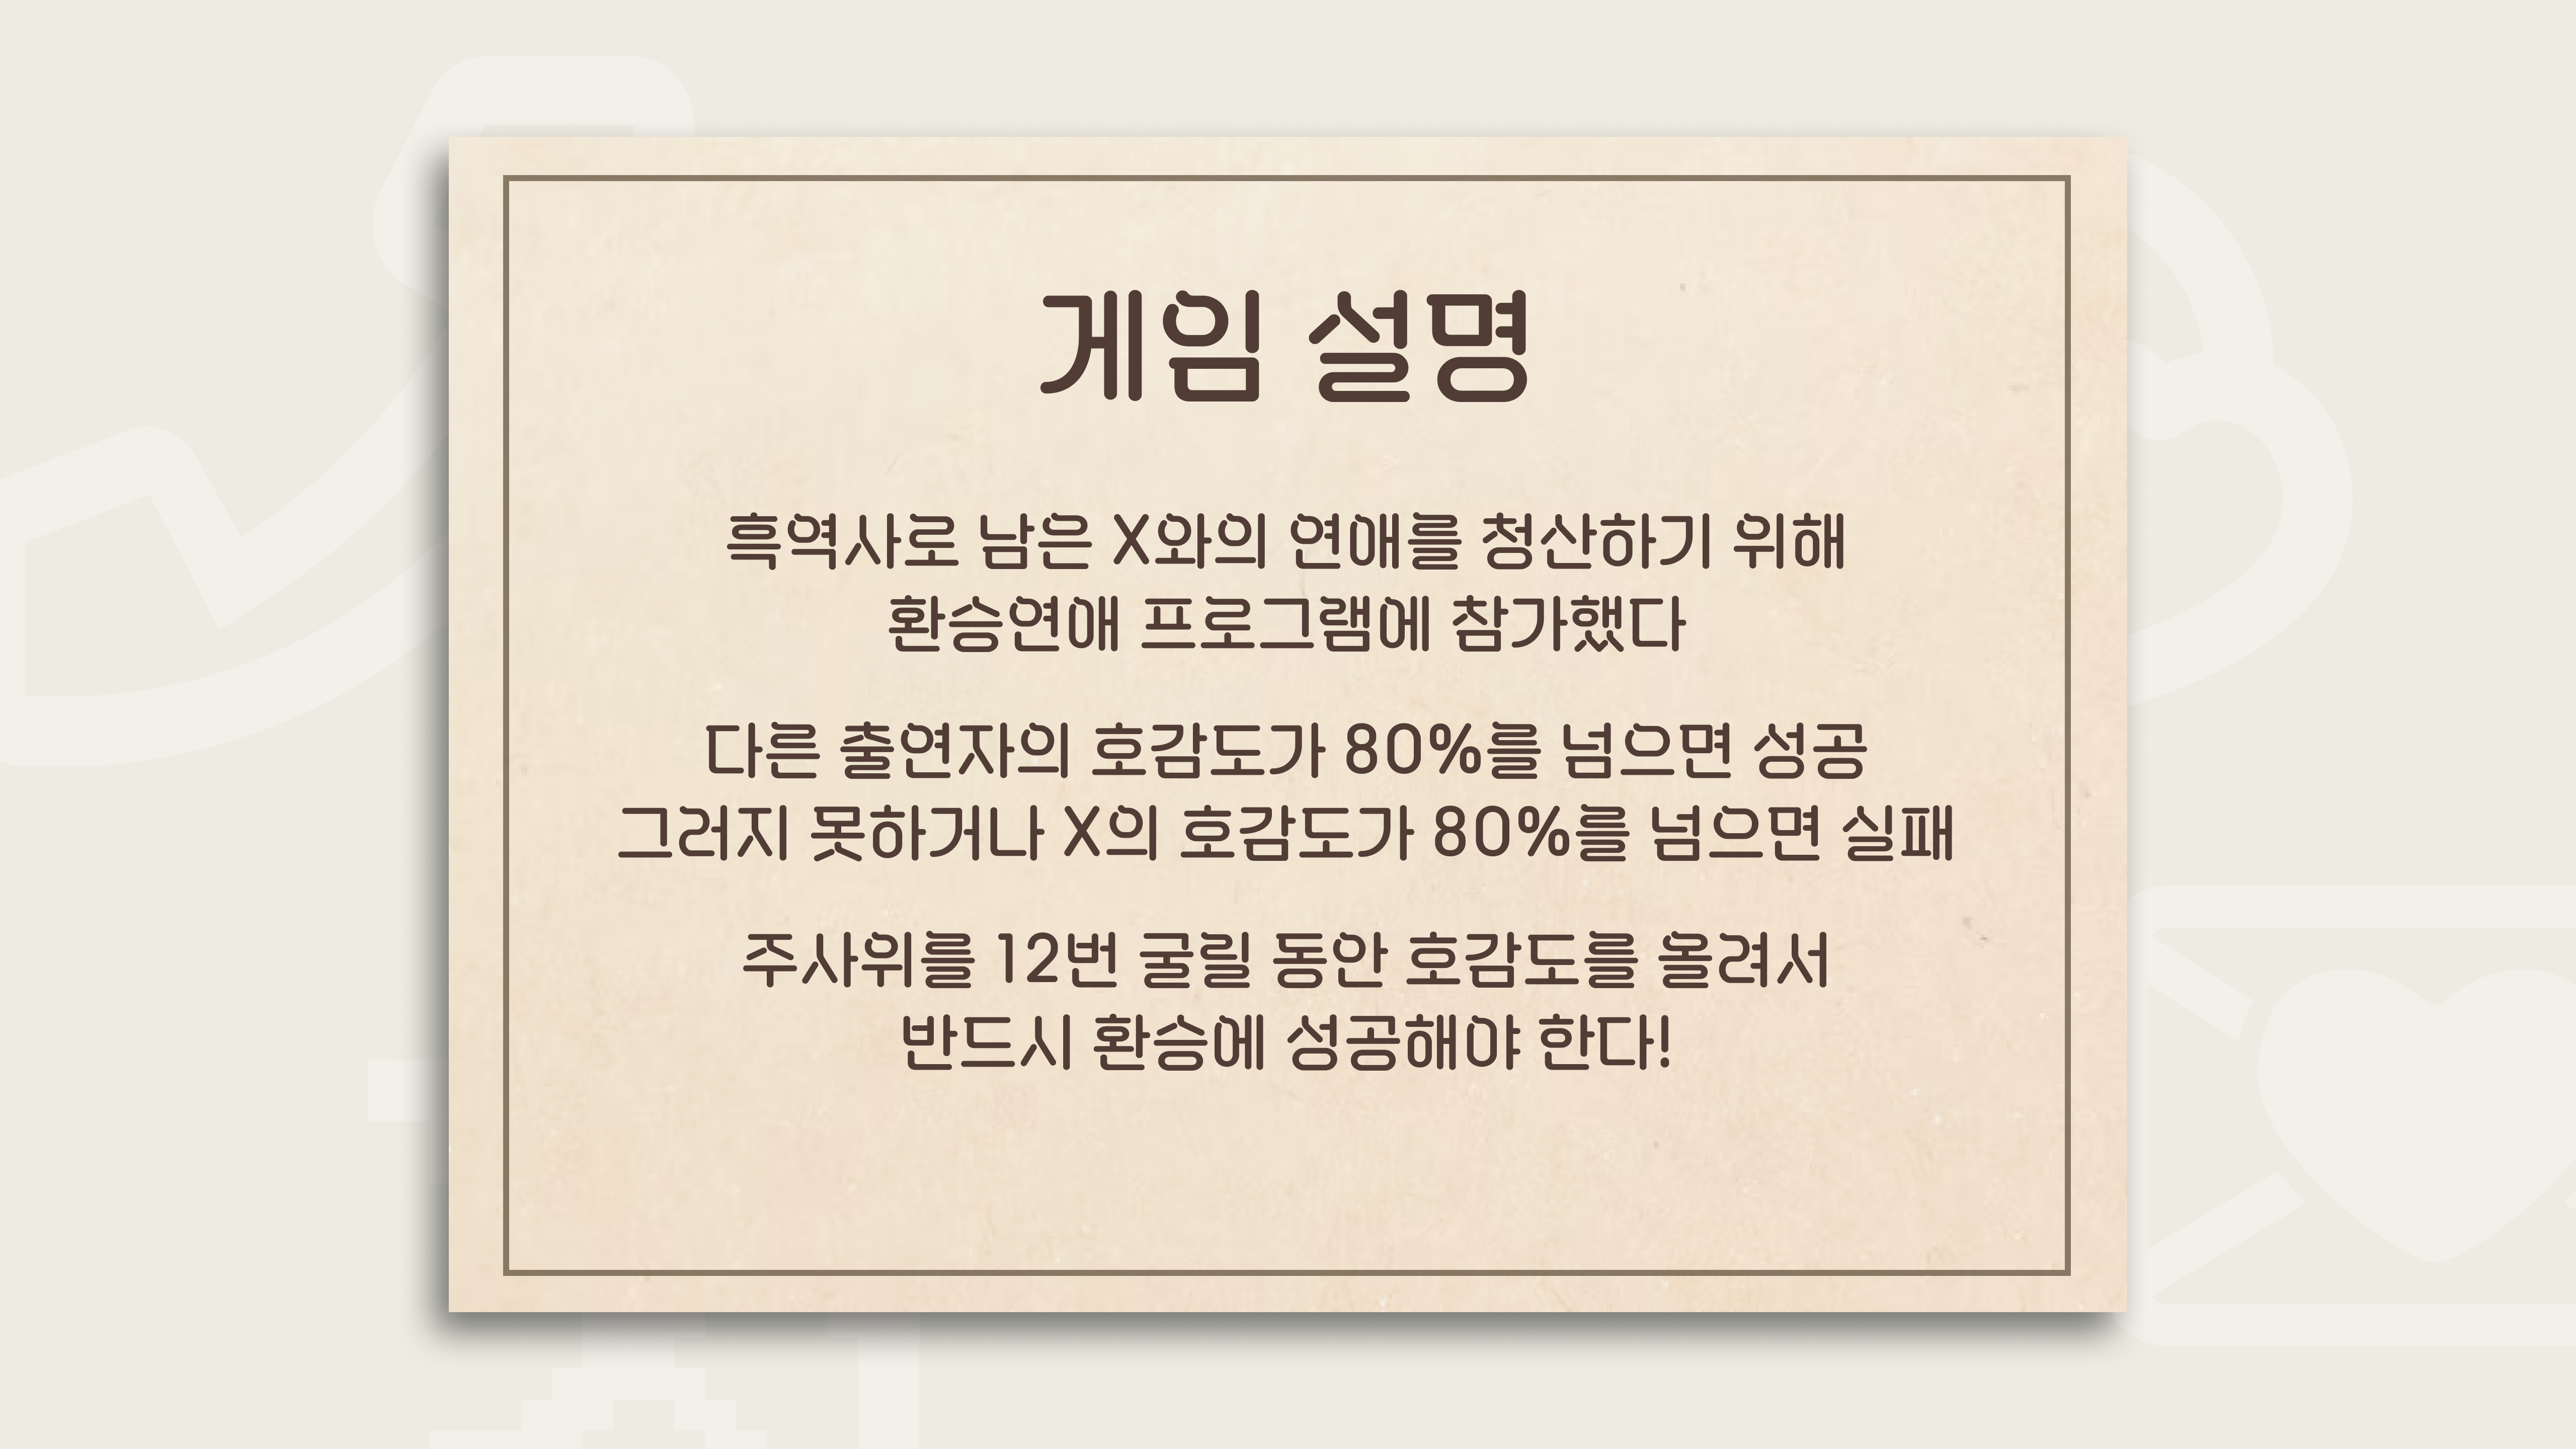 게임 설명
흑역사로 남은 X와의 연애를 청산하기 위해
환승연애 프로그램에 참가했다
다른 출연자의 호감도가 80%를 넘으면 성공
그러지 못하거나 X의 호감도가 80%를 넘으면 실패
주사위를 12번 굴릴 동안 호감도를 올려서
반드시 환승에 성공해야 한다!